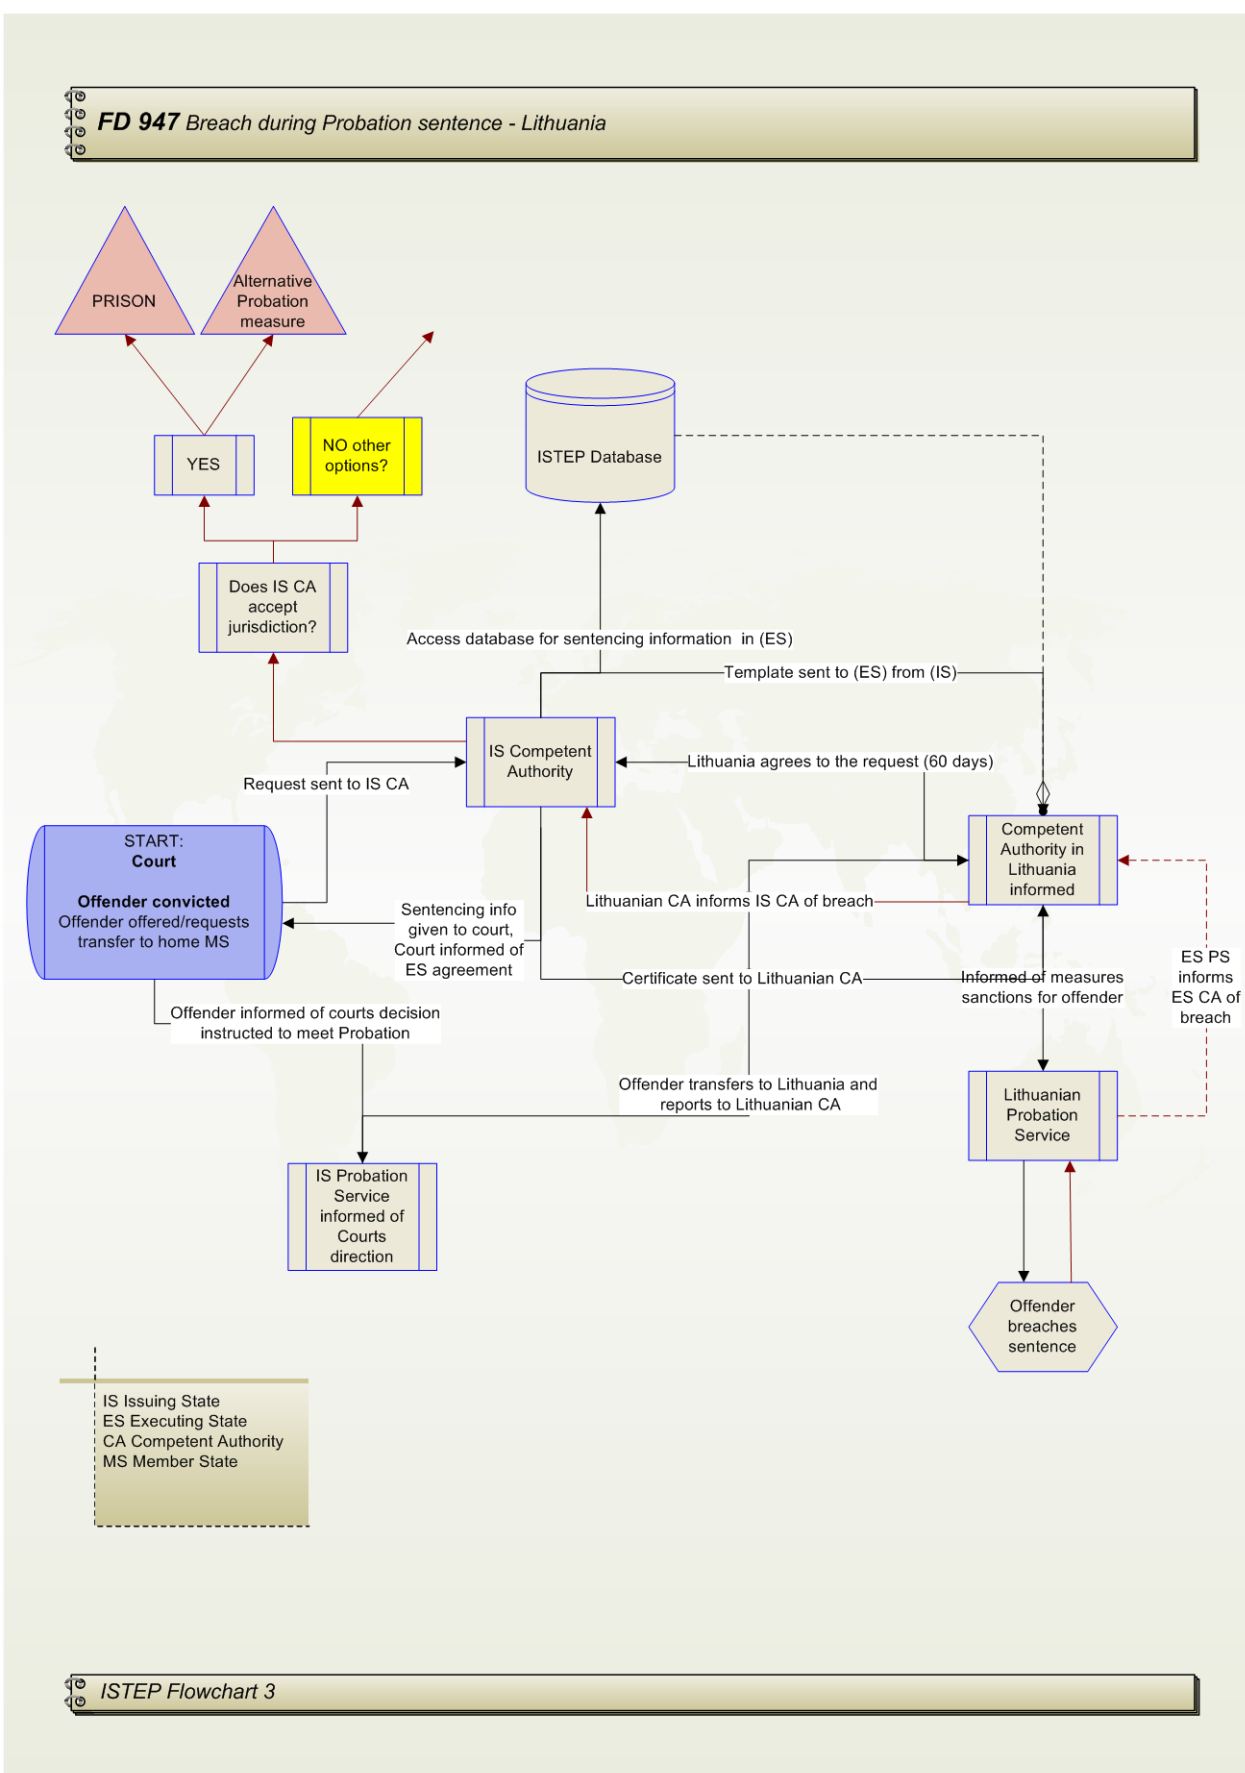 FD 947 Breach during Probation sentence - Lithuania
PRISON
Alternative
Probation
measure
YES
NO other
options?
ISTEP Database
Does IS CA
accept
jurisdiction?
Access database for sentencing information in (ES)
Template sent to (ES) from (IS)
IS Competent
Authority
Lithuania agrees to the request (60 days)
Request sent to IS CA
START:
Court
Offender convicted
Offender offered/requests
transfer to home MS
Competent
Authority in
Lithuania
informed
Lithuanian CA informs IS CA of breach
Sentencing info
given to court,
Court informed of
ES agreement
Certificate sent to Lithuanian CA
Informed of measures
sanctions for offender
ES PS
informs
ES CA of
breach
Offender informed of courts decision
instructed to meet Probation
Offender transfers to Lithuania and
reports to Lithuanian CA
Lithuanian
Probation
Service
IS Probation
Service
informed of
Courts
direction
Offender
breaches
sentence
IS Issuing State
ES Executing State
CA Competent Authority
MS Member State
ISTEP Flowchart 3